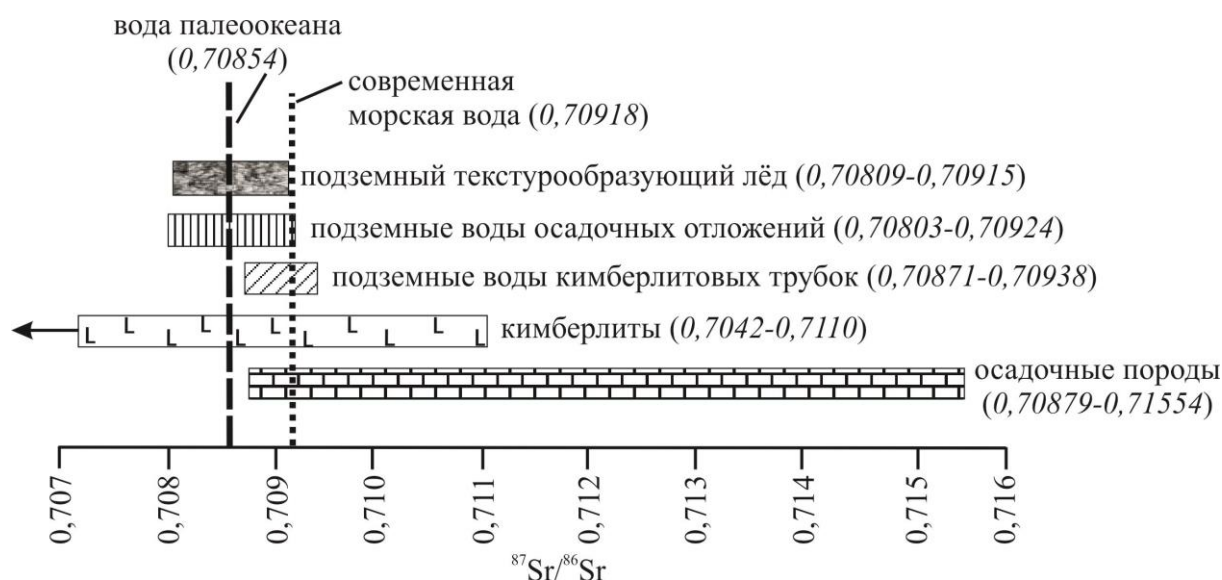 вода палеоокеана
(0,70854)
современная
морская вода (0,70918)
подземный текстурообразующий лёд (0,70809-0,70915)
подземные воды осадочных отложений (0,70803-0,70924)
подземные воды кимберлитовых трубок (0,70871-0,70938)
кимберлиты (0,7042-0,7110)
осадочные породы
(0,70879-0,71554)
0,707
0,708
0,709
0,710
0,711
0,712
0,713
0,714
0,715
0,716
⁸⁷Sr/⁸⁶Sr